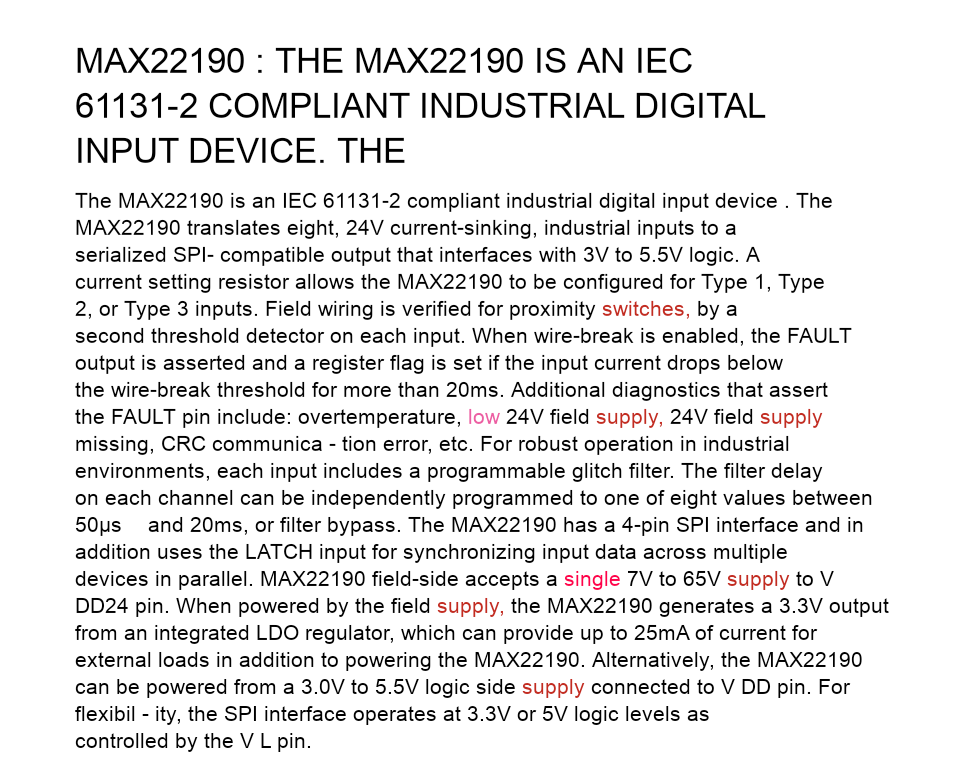 MAX22190 : THE MAX22190 IS AN IEC
61131-2 COMPLIANT INDUSTRIAL DIGITAL
INPUT DEVICE. THE
The MAX22190 is an IEC 61131-2 compliant industrial digital input device . The
MAX22190 translates eight, 24V current-sinking, industrial inputs to a
serialized SPI- compatible output that interfaces with 3V to 5.5V logic. A
current setting resistor allows the MAX22190 to be configured for Type 1, Type
2, or Type 3 inputs. Field wiring is verified for proximity switches, by a
second threshold detector on each input. When wire-break is enabled, the FAULT
output is asserted and a register flag is set if the input current drops below
the wire-break threshold for more than 20ms. Additional diagnostics that assert
the FAULT pin include: overtemperature, low 24V field supply, 24V field supply
missing, CRC communica - tion error, etc. For robust operation in industrial
environments, each input includes a programmable glitch filter. The filter delay
on each channel can be independently programmed to one of eight values between
50μs    and 20ms, or filter bypass. The MAX22190 has a 4-pin SPI interface and in
addition uses the LATCH input for synchronizing input data across multiple
devices in parallel. MAX22190 field-side accepts a single 7V to 65V supply to V
DD24 pin. When powered by the field supply, the MAX22190 generates a 3.3V output
from an integrated LDO regulator, which can provide up to 25mA of current for
external loads in addition to powering the MAX22190. Alternatively, the MAX22190
can be powered from a 3.0V to 5.5V logic side supply connected to V DD pin. For
flexibil - ity, the SPI interface operates at 3.3V or 5V logic levels as
controlled by the V L pin.